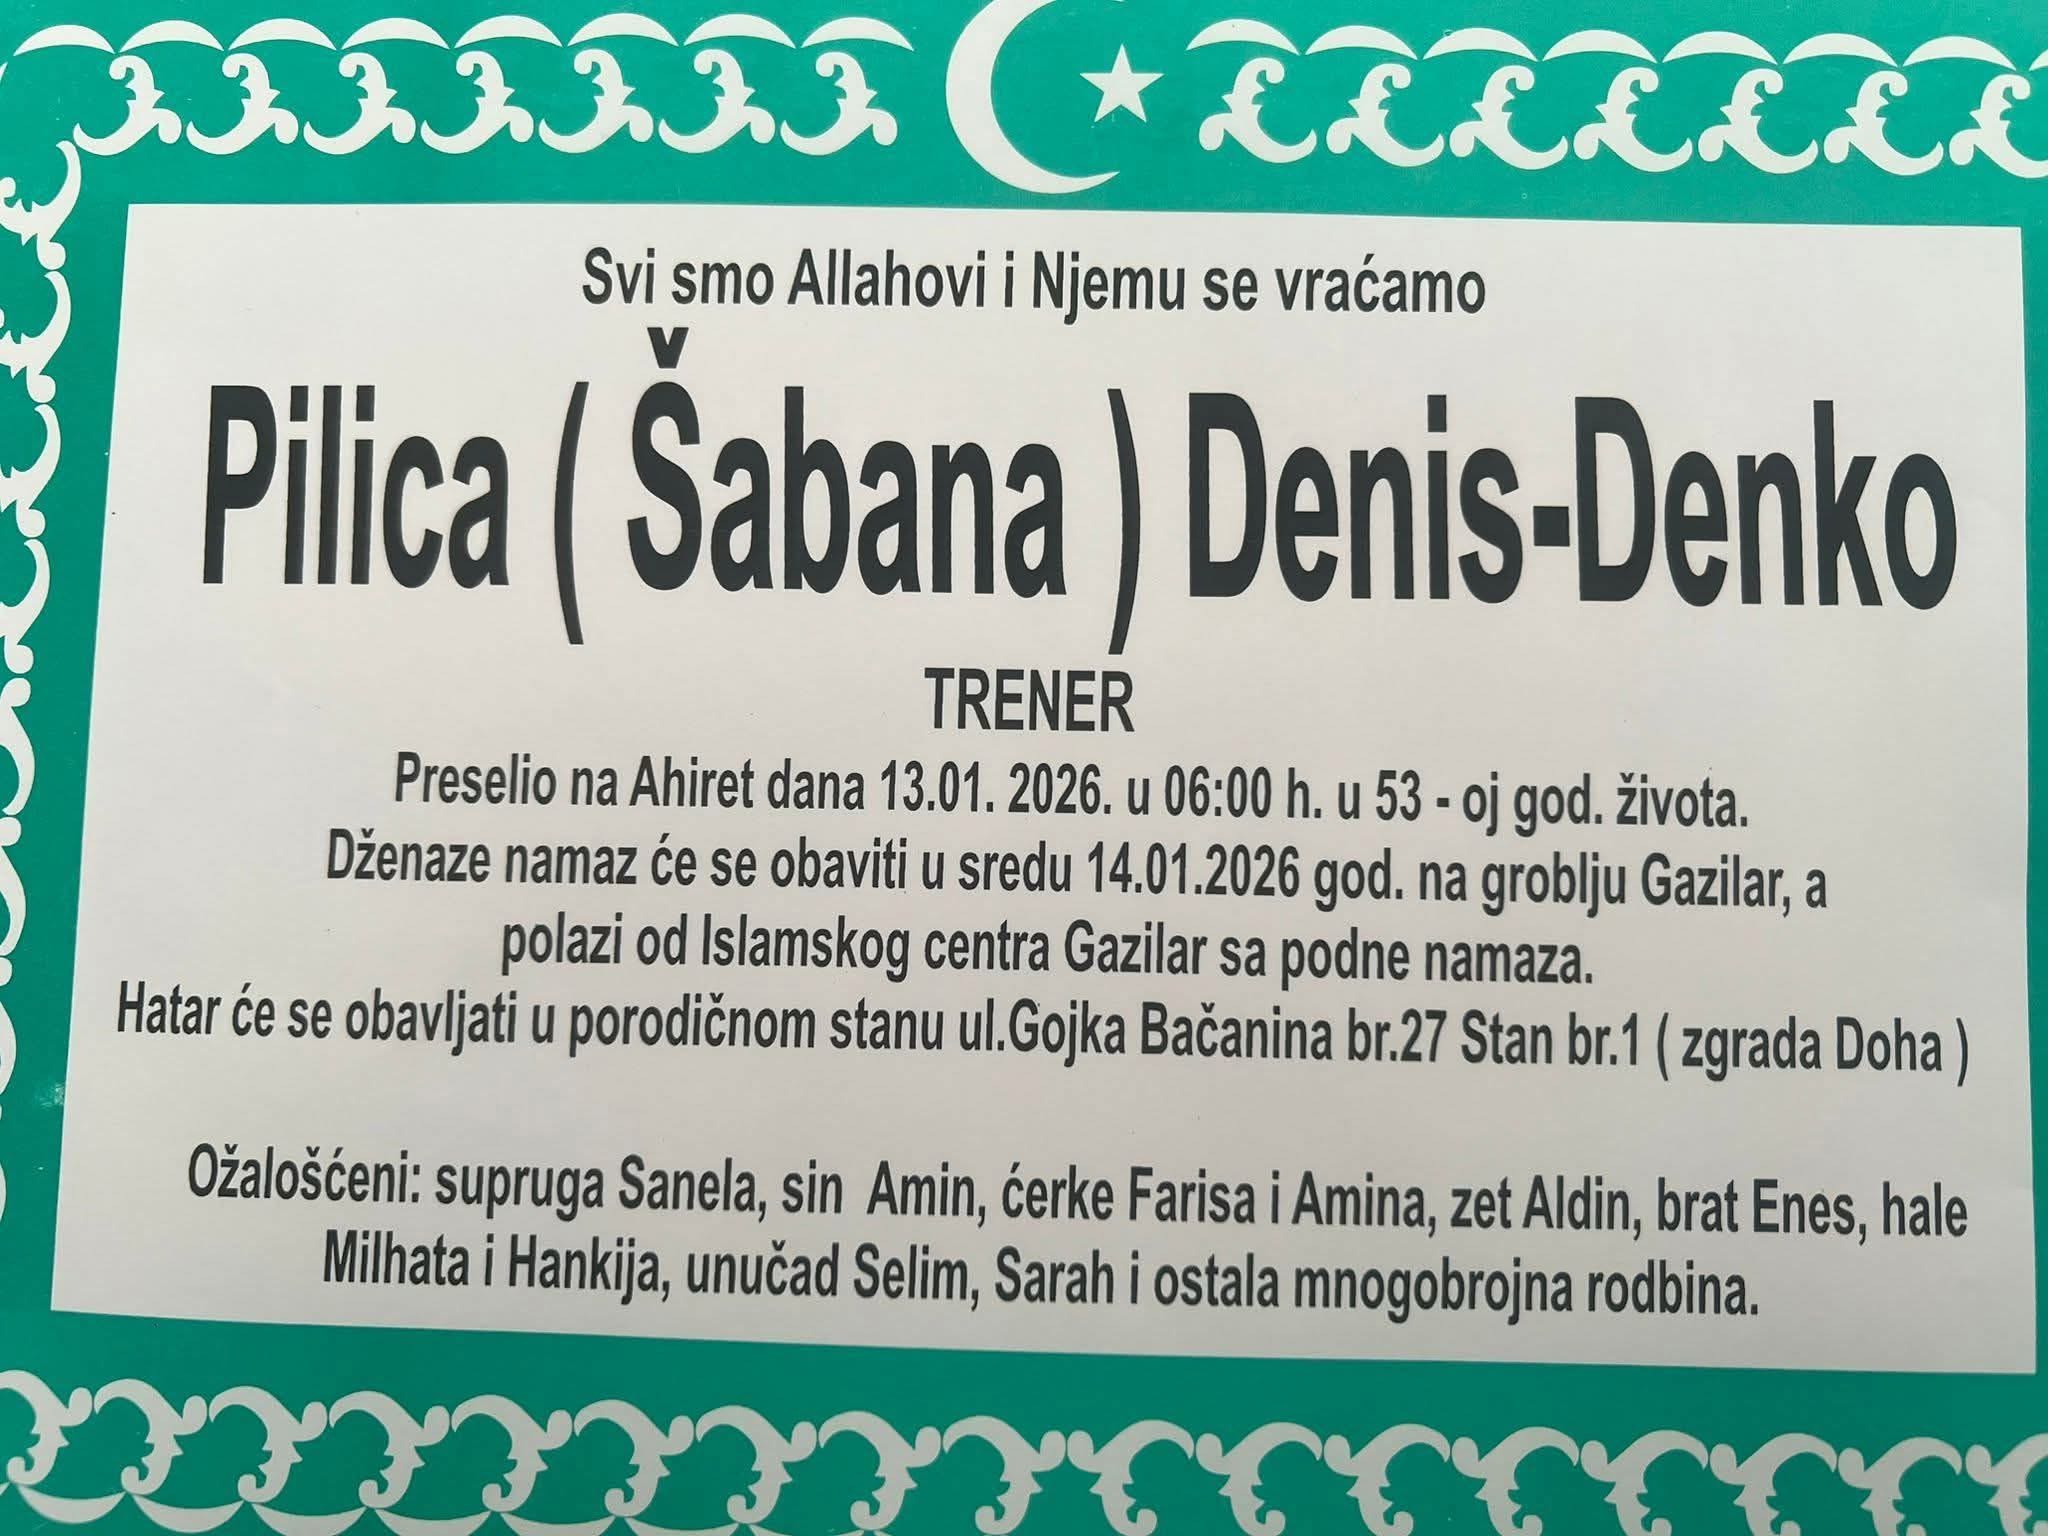 Svi smo Allahovi i Njemu se vraćamo
Pilica ( Šabana ) Denis-Denko
TRENER
Preselio na Ahiret dana 13.01. 2026. u 06:00 h. u 53 - oj god. života.
Dženaze namaz će se obaviti u sredu 14.01.2026 god. na groblju Gazilar, a
polazi od Islamskog centra Gazilar sa podne namaza.
Hatar će se obavljati u porodičnom stanu ul.Gojka Bačanina br.27 Stan br.1 ( zgrada Doha )
Ožalošćeni: supruga Sanela, sin Amin, ćerke Farisa i Amina, zet Aldin, brat Enes, hale
Milhata i Hankija, unučad Selim, Sarah i ostala mnogobrojna rodbina.